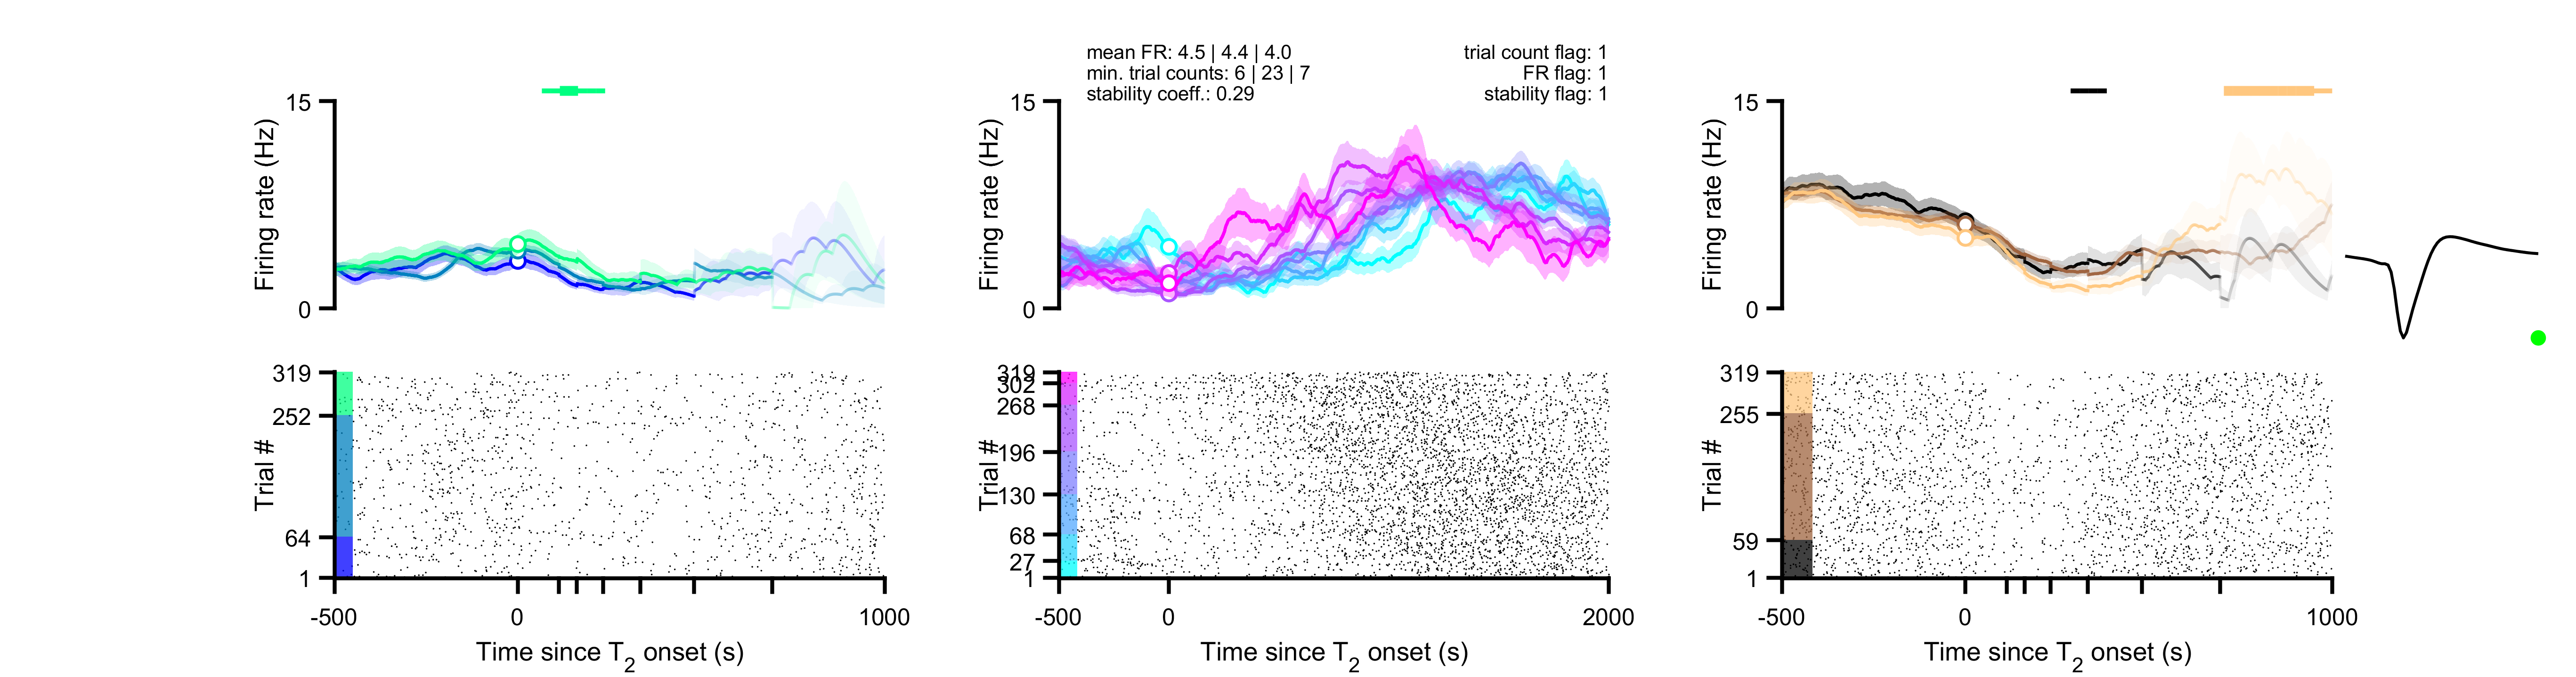 mean FR: 4.5 | 4.4 | 4.0
min. trial counts: 6 | 23 | 7
stability coeff.: 0.29
trial count flag: 1
FR flag: 1
stability flag: 1
15
0
Firing rate (Hz)
15
0
Firing rate (Hz)
15
0
Firing rate (Hz)
319
252
64
1
Trial #
-500
0
1000
Time since T2 onset (s)
319
302
268
196
130
68
27
1
Trial #
-500
0
2000
Time since T2 onset (s)
319
255
59
1
Trial #
-500
0
1000
Time since T2 onset (s)